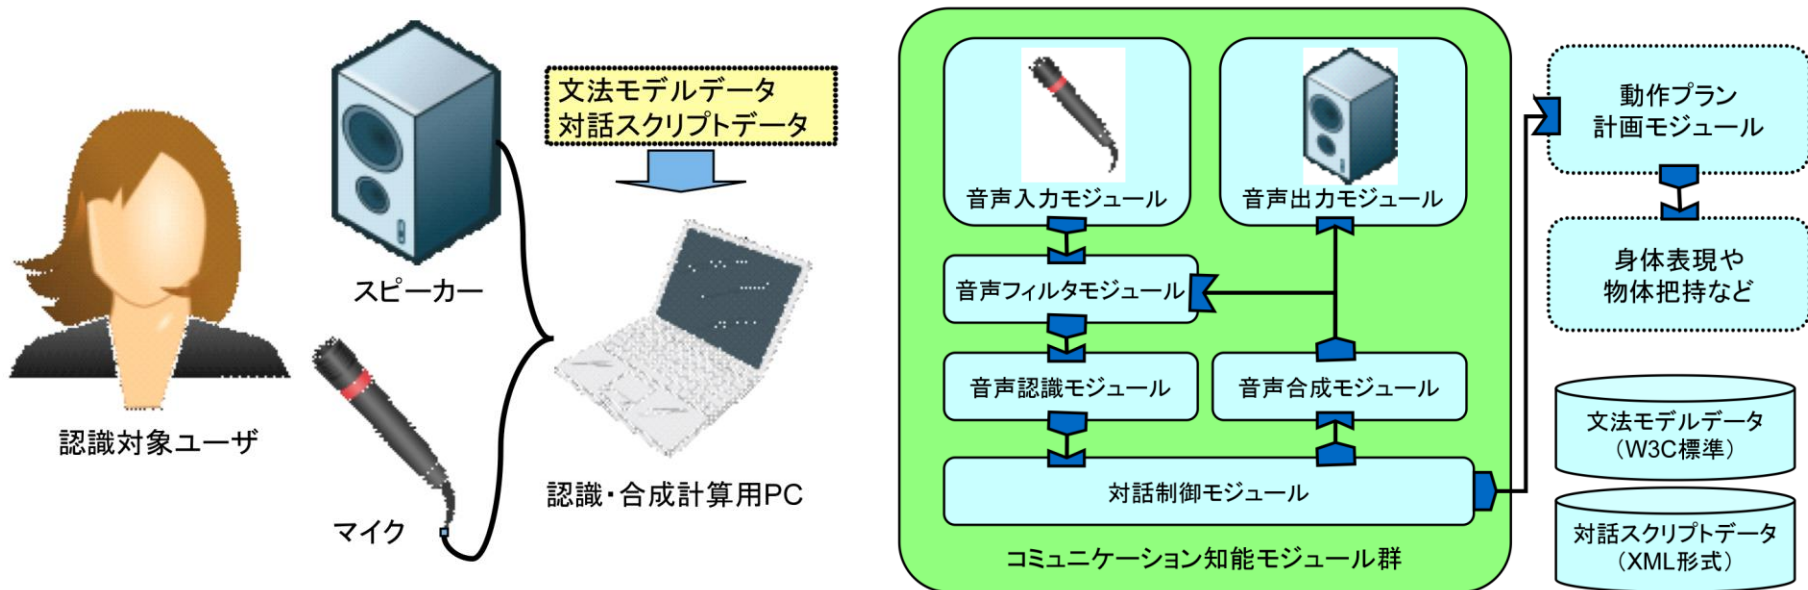 文法モデルデータ
対話スクリプトデータ
スピーカー
認識対象ユーザ
マイク
認識・合成計算用PC
音声入力モジュール
音声出力モジュール
音声フィルタモジュール
音声認識モジュール
音声合成モジュール
対話制御モジュール
コミュニケーション知能モジュール群
動作プラン
計画モジュール
身体表現や
物体把持など
文法モデルデータ
（W3C標準）
対話スクリプトデータ
（XML形式）